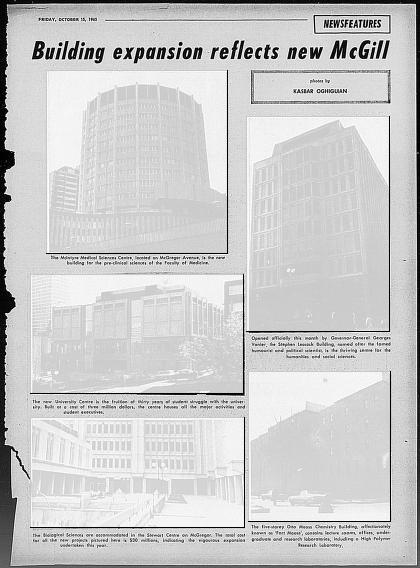 FRIDAY, OCTOBER 15, 1965
NEWSFEATURES
Building expansion reflects new McGill
photos by
KASBAR OGHIGUIAN
The McIntyre Medical Sciences Centre, located on McGregor Avenue, is the new
building for the pre-clinical sciences of the Faculty of Medicine.
Opened officially this month by Governor-General Georges
Vanier, the Stephen Leacock Building, named after the famed
humourist and political scientist, is the thriving centre for the
humanities and social sciences.
The new University Centre is the fruition of thirty years of student struggle with the univer-
sity. Built at a cost of three million dollars, the centre houses all the major activities and
student executives.
The Biological Sciences are accommodated in the Stewart Centre on McGregor. The total cost
for all the new projects pictured here is $50 millions, indicating the vigourous expansion
undertaken this year.
The five-storey Otto Maass Chemistry Building, affectionately
known as 'Fort Maass', contains lecture rooms, offices, under-
graduate and research laboratories, including a High Polymer
Research Laboratory.